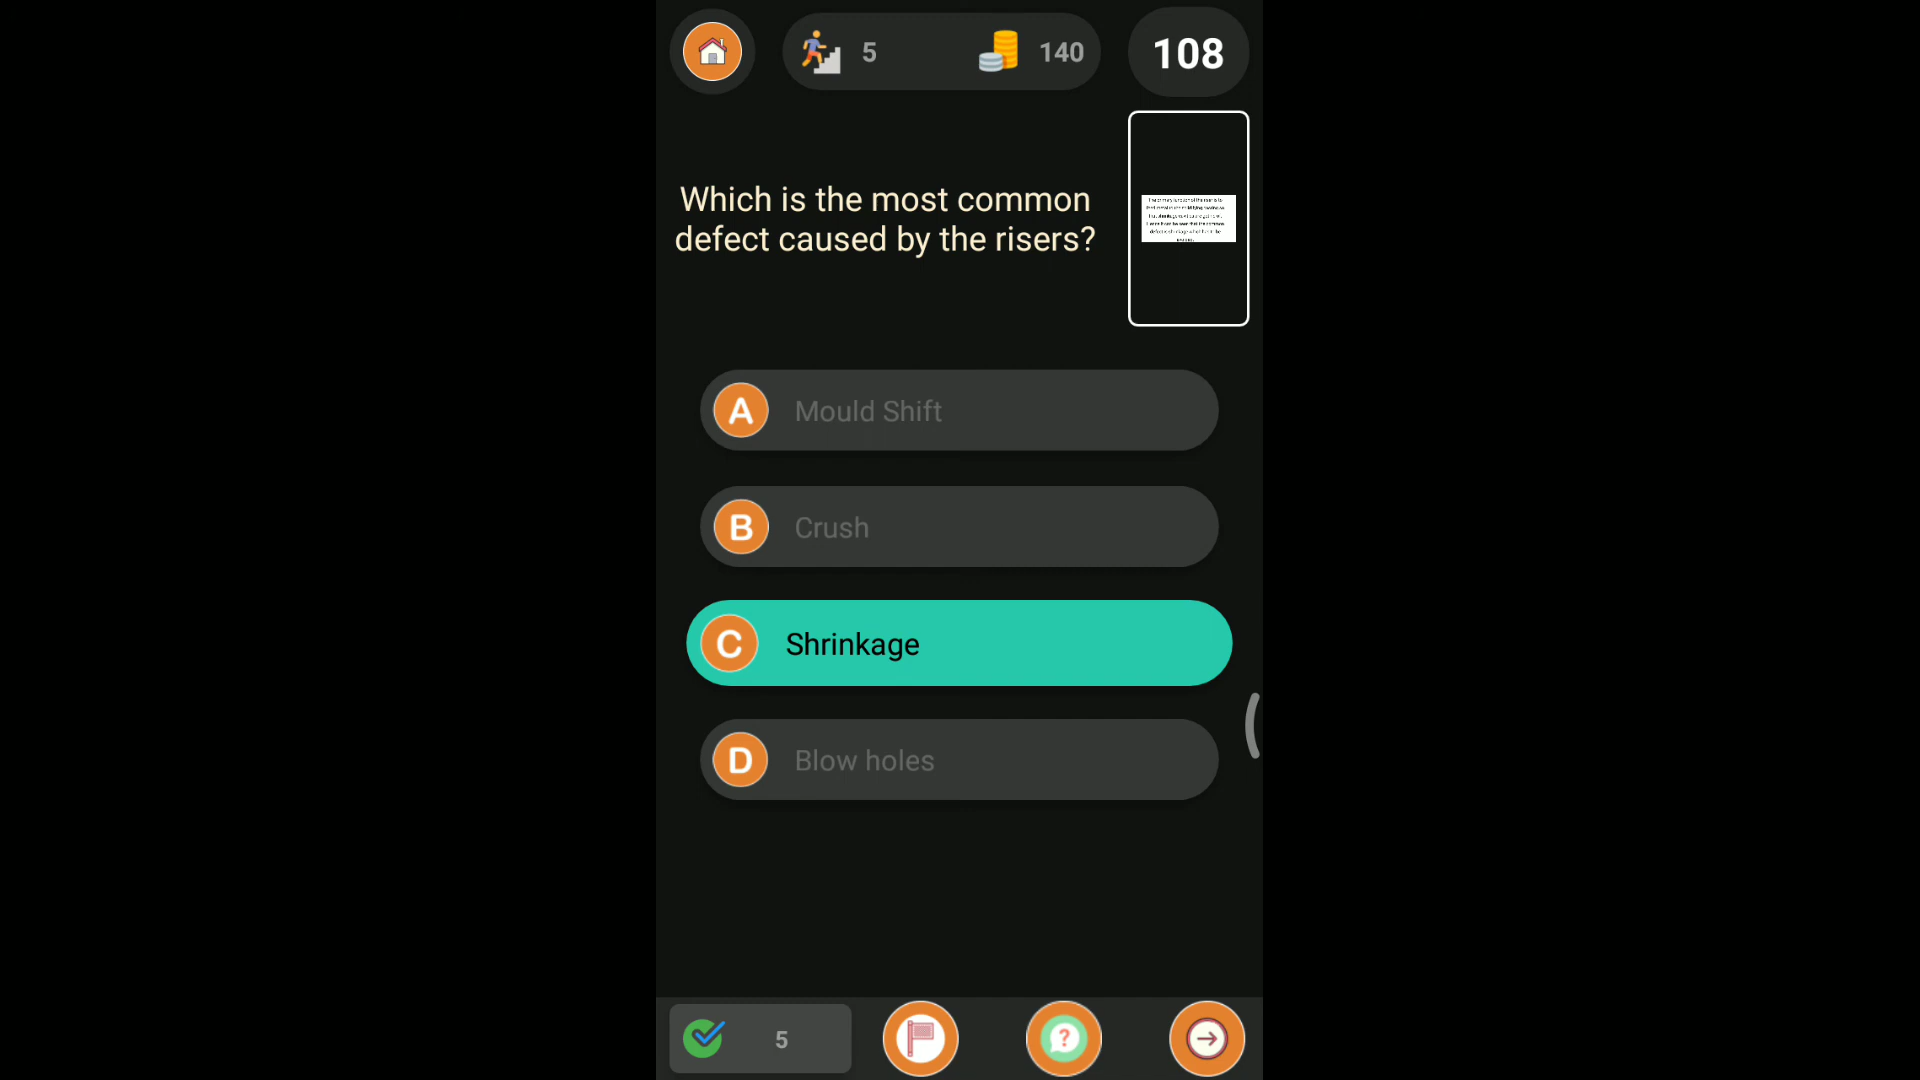 5
140
108
Which is the most common
defect caused by the risers?
A
Mould Shift
B
Crush
C
Shrinkage
D
Blow holes
5
?